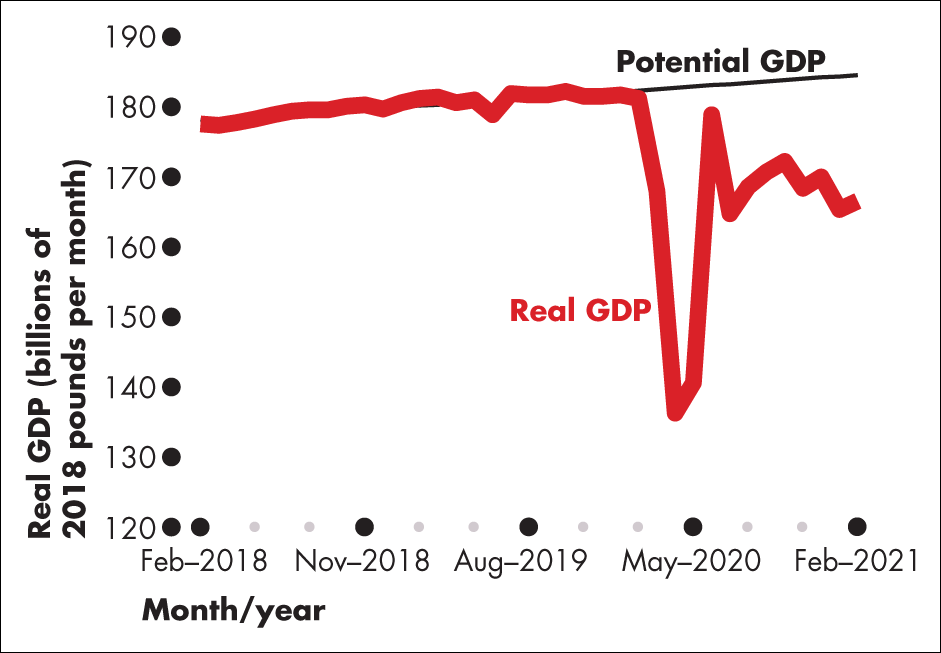 Real GDP (billions of
2018 pounds per month)
190
180
170
160
150
140
130
120
Potential GDP
Real GDP
Feb–2018
Nov–2018
Aug–2019
May–2020
Feb–2021
Month/year